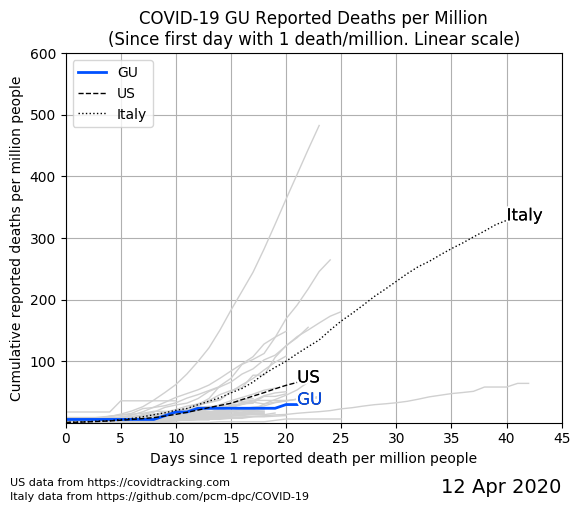 COVID-19 GU Reported Deaths per Million
(Since first day with 1 death/million. Linear scale)
Cumulative reported deaths per million people
600
500
400
300
200
100
GU
US
Italy
Italy
US
GU
0 5 10 15 20 25 30 35 40 45
Days since 1 reported death per million people
US data from https://covidtracking.com
Italy data from https://github.com/pcm-dpc/COVID-19
12 Apr 2020